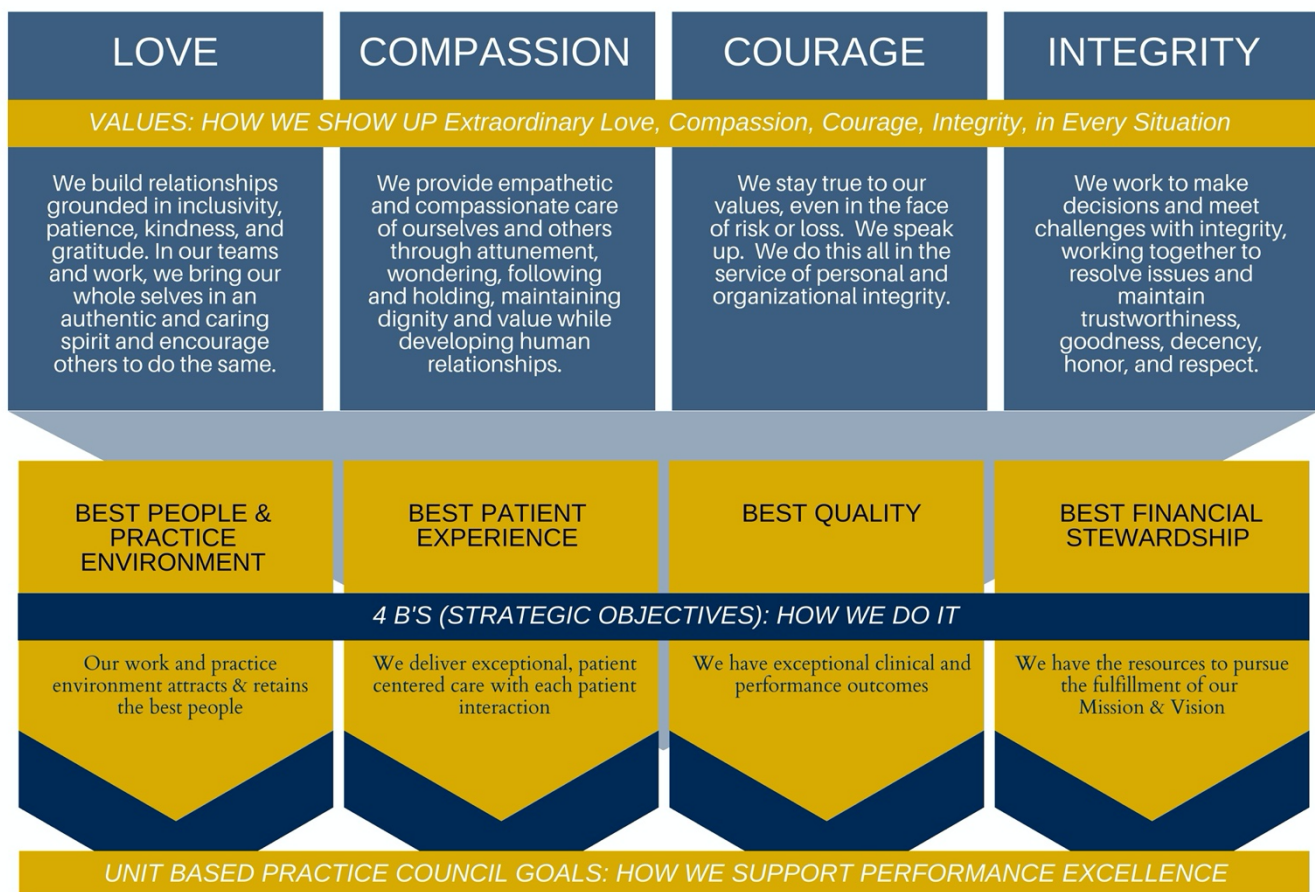 LOVE
COMPASSION
COURAGE
INTEGRITY
VALUES: HOW WE SHOW UP Extraordinary Love, Compassion, Courage, Integrity, in Every Situation
We build relationships
grounded in inclusivity,
patience, kindness, and
gratitude. In our teams
and work, we bring our
whole selves in an
authentic and caring
spirit and encourage
others to do the same.
We provide empathetic
and compassionate care
of ourselves and others
through attunement,
wondering, following
and holding, maintaining
dignity and value while
developing human
relationships.
We stay true to our
values, even in the face
of risk or loss. We speak
up. We do this all in the
service of personal and
organizational integrity.
We work to make
decisions and meet
challenges with integrity,
working together to
resolve issues and
maintain
trustworthiness,
goodness, decency,
honor, and respect.
BEST PEOPLE &
PRACTICE
ENVIRONMENT
BEST PATIENT
EXPERIENCE
BEST QUALITY
BEST FINANCIAL
STEWARDSHIP
4 B'S (STRATEGIC OBJECTIVES): HOW WE DO IT
Our work and practice
environment attracts & retains
the best people
We deliver exceptional, patient
centered care with each patient
interaction
We have exceptional clinical and
performance outcomes
We have the resources to pursue
the fulfillment of our
Mission & Vision
UNIT BASED PRACTICE COUNCIL GOALS: HOW WE SUPPORT PERFORMANCE EXCELLENCE